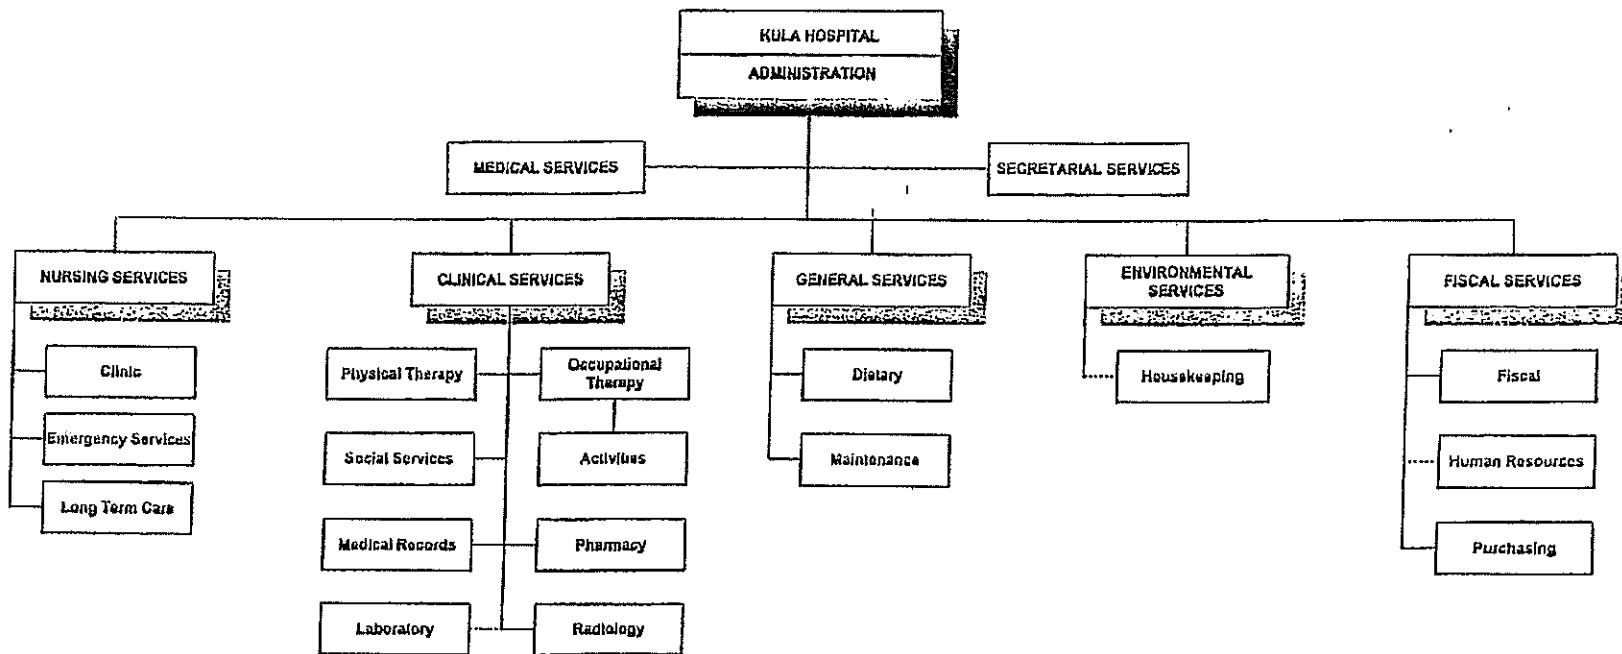 KULA HOSPITAL
ADMINISTRATION
MEDICAL SERVICES
SECRETARIAL SERVICES
NURSING SERVICES
CLINICAL SERVICES
GENERAL SERVICES
ENVIRONMENTAL
SERVICES
FISCAL SERVICES
Clinic
Emergency Services
Long Term Care
Physical Therapy
Occupational
Therapy
Social Services
Activities
Medical Records
Pharmacy
Laboratory
Radiology
Dietary
Maintenance
Housekeeping
Fiscal
Human Resources
Purchasing